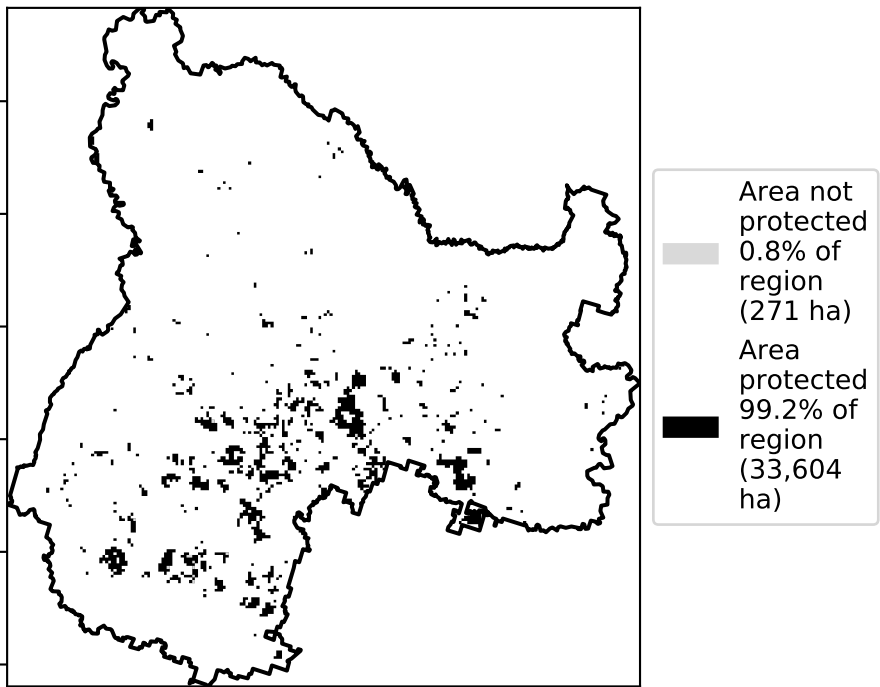 Area not
protected
0.8% of
region
(271 ha)
Area
protected
99.2% of
region
(33,604
ha)